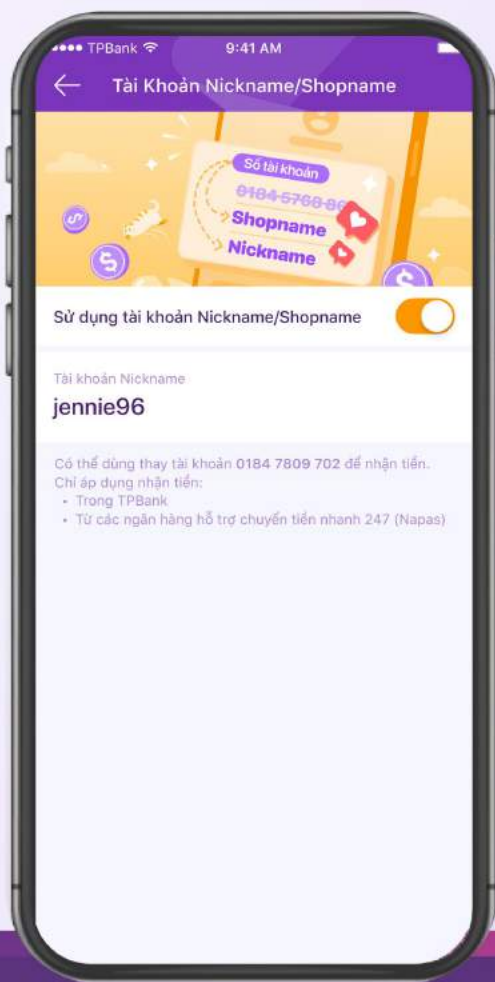 TPBank 9:41 AM
Tài Khoản Nickname/Shopname
Số tài khoản
0184 5768 86
Shopname
Nickname
Sử dụng tài khoản Nickname/Shopname
Tài khoản Nickname
jennie96
Có thể dùng thay tài khoản 0184 7809 702 để nhận tiền.
Chỉ áp dụng nhận tiền:
• Trong TPBank
• Từ các ngân hàng hỗ trợ chuyển tiền nhanh 247 (Napas)